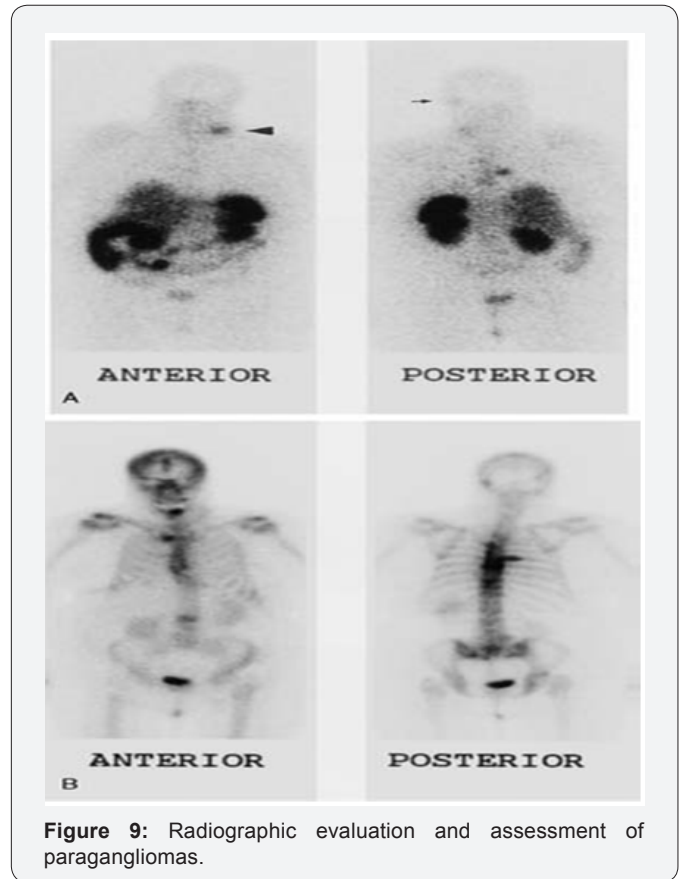 ANTERIOR POSTERIOR
A
ANTERIOR POSTERIOR
B
Figure 9: Radiographic evaluation and assessment of
paragangliomas.